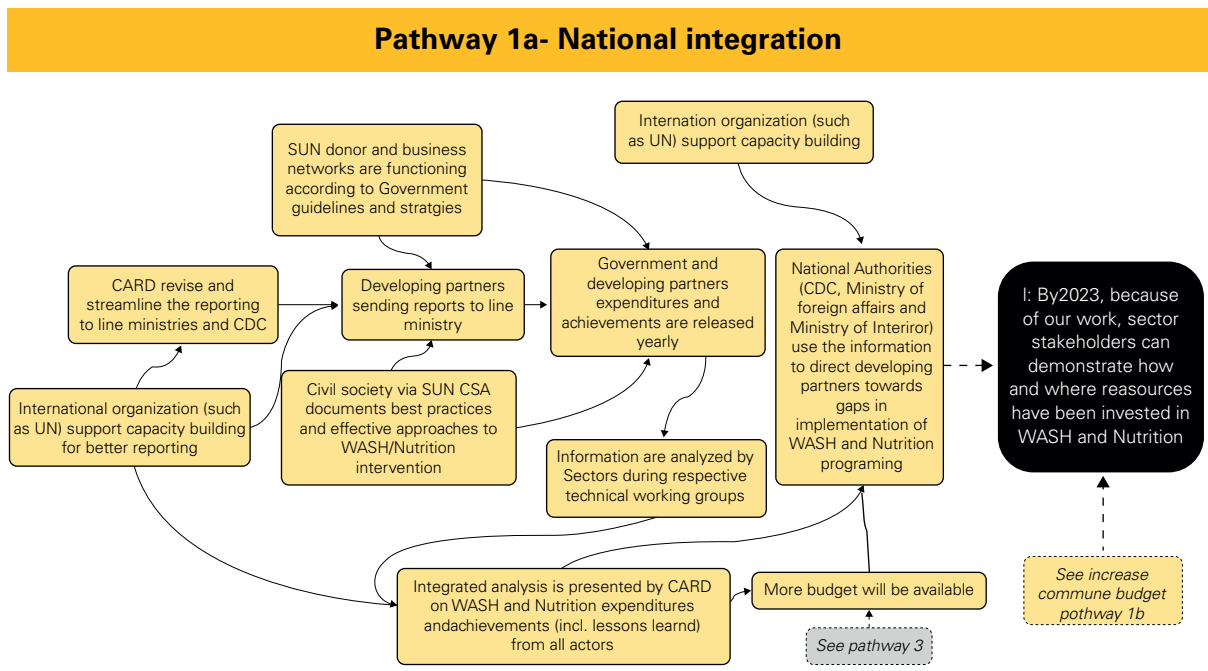 Pathway 1a- National integration
Internation organization (such
as UN) support capacity building
SUN donor and business
networks are functioning
according to Government
guidelines and stratgies
CARD revise and
streamline the reporting
to line ministries and CDC
Developing partners
sending reports to line
ministry
Government and
developing partners
expenditures and
achievements are released
yearly
National Authorities
(CDC, Ministry of
foreign affairs and
Ministry of Interiror)
use the information
to direct developing
partners towards
gaps in
implementation of
WASH and Nutrition
programing
I: By2023, because
of our work, sector
stakeholders can
demonstrate how
and where reasources
have been invested in
WASH and Nutrition
International organization (such
as UN) support capacity building
for better reporting
Civil society via SUN CSA
documents best practices
and effective approaches to
WASH/Nutrition
intervention
Information are analyzed by
Sectors during respective
technical working groups
Integrated analysis is presented by CARD
on WASH and Nutrition expenditures
andachievements (incl. lessons learnd)
from all actors
More budget will be available
See pathway 3
See increase
commune budget
pothway 1b